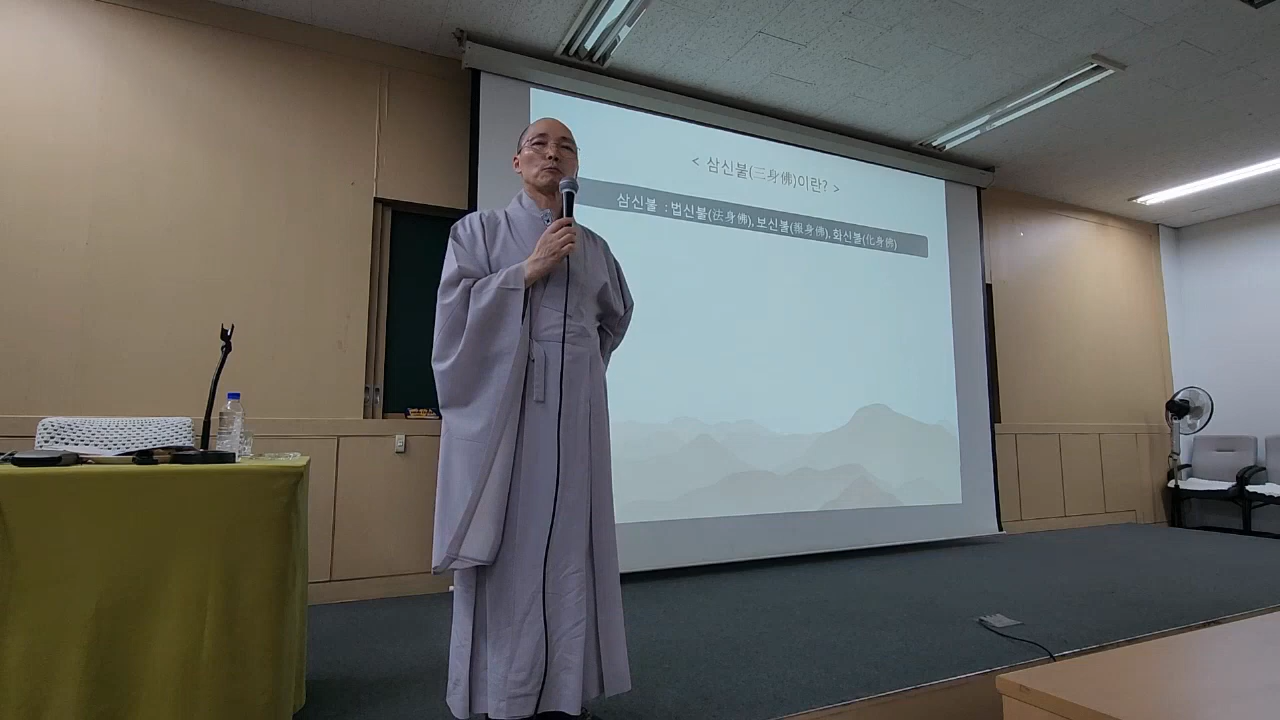 < 삼신불(三身佛)이란? >
삼신불 : 법신불(法身佛), 보신불(報身佛), 화신불(化身佛)